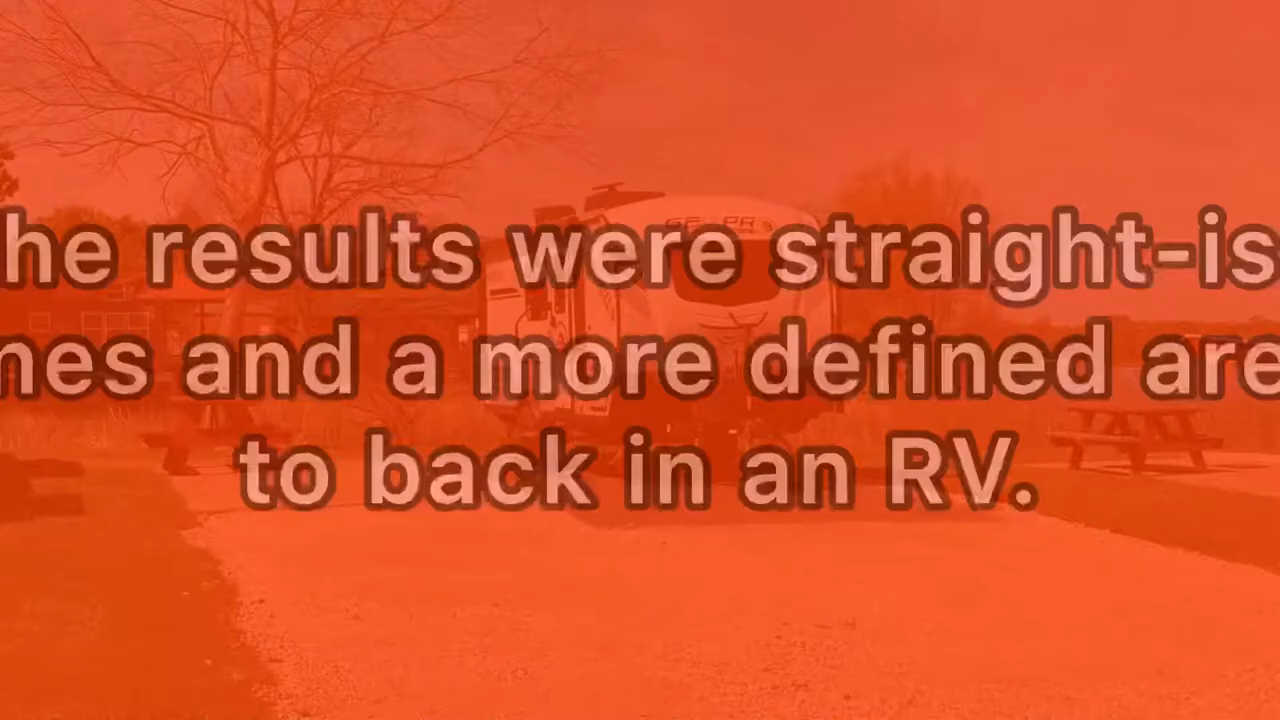 he results were straight-is
nes and a more defined are
to back in an RV.